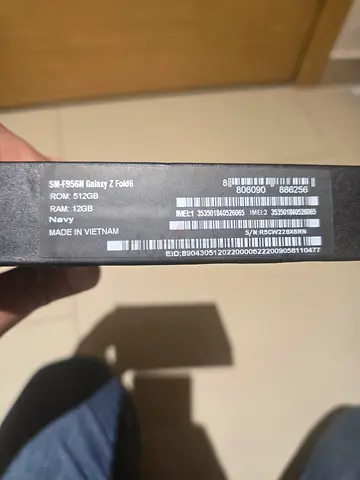 SM-F956N Galaxy Z Fold6
ROM: 512GB
RAM: 12GB
Navy
MADE IN VIETNAM
8 806090 886256
IMEI:1 353501840526065 IMEI:2 353501840526065
S/N:R5CW228X6RN
EID:89043051202200006222009058110477